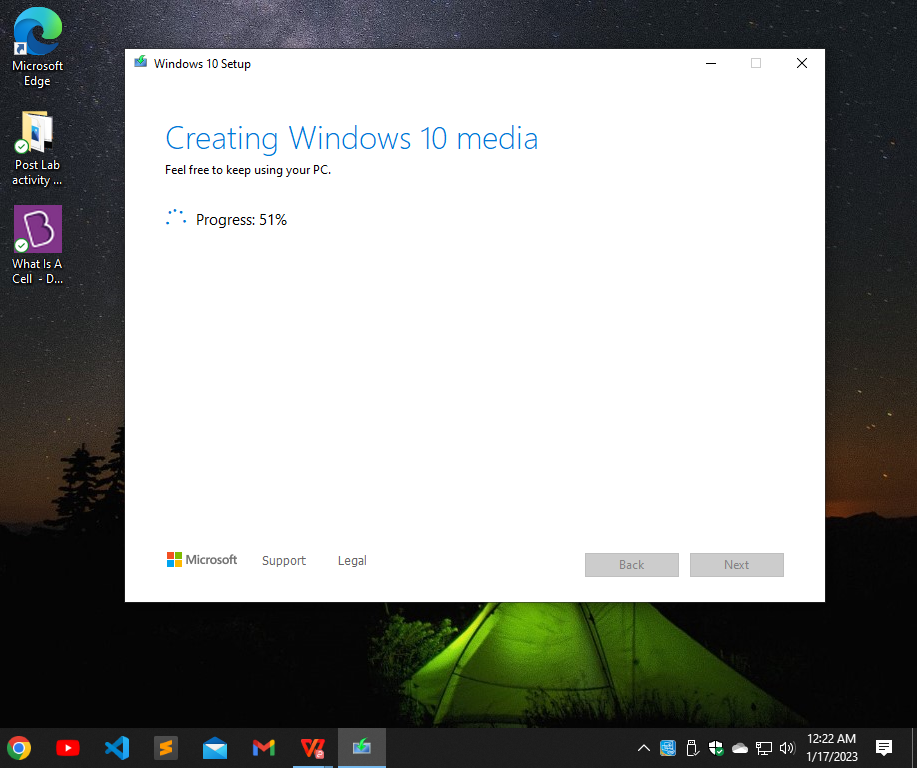 Microsoft
Edge
Post Lab
activity ...
What Is A
Cell - D...
Windows 10 Setup
Creating Windows 10 media
Feel free to keep using your PC.
Progress: 51%
Microsoft
Support
Legal
Back
Next
12:22 AM
1/17/2023